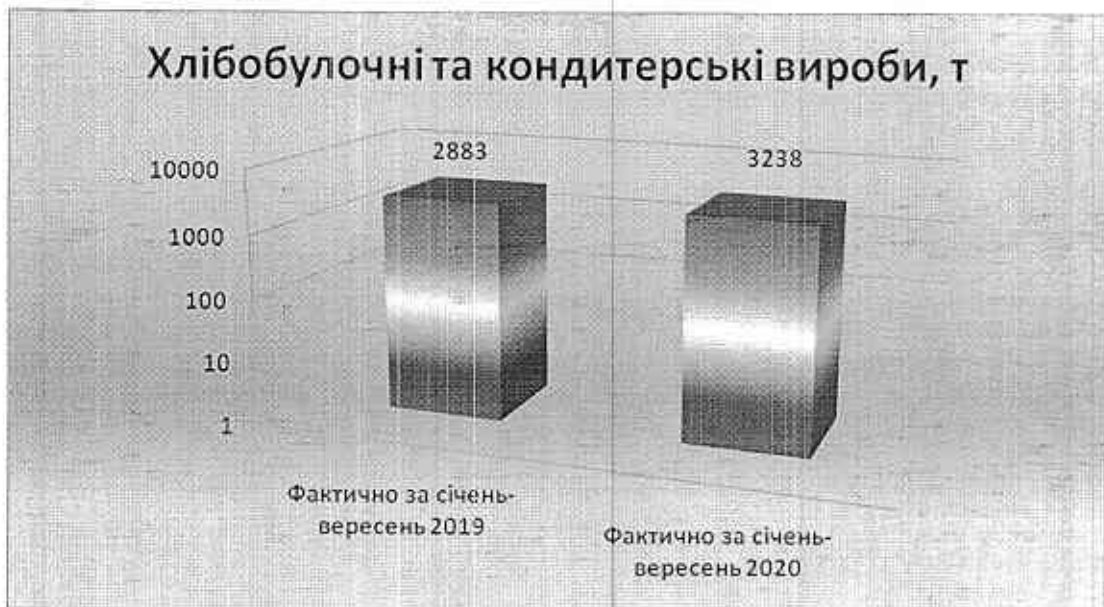 Хлібобулочні та кондитерські вироби, т
2883
3238
10000
1000
100
10
1
Фактично за січень-
вересень 2019
Фактично за січень-
вересень 2020